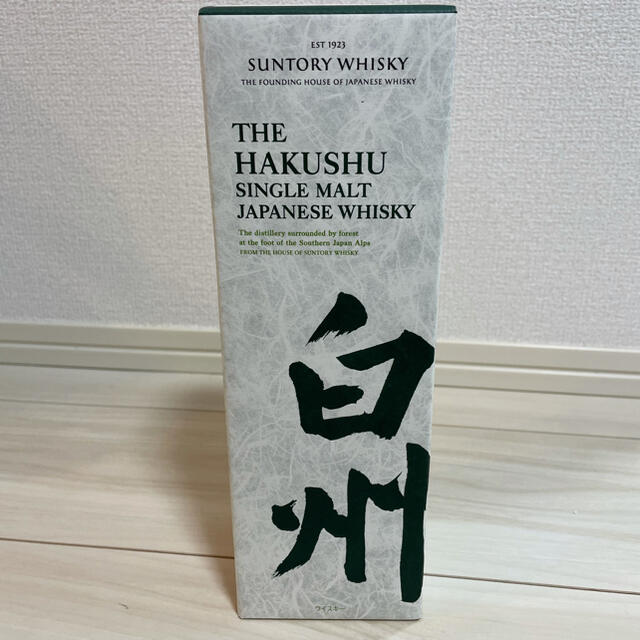 EST 1923
SUNTORY WHISKY
THE FOUNDING HOUSE OF JAPANESE WHISKY
THE
HAKUSHU
SINGLE MALT
JAPANESE WHISKY
The distillery surrounded by forest
at the foot of the Southern Japan Alps
FROM THE HOUSE OF SUNTORY WHISKY
白
州
ウイスキー